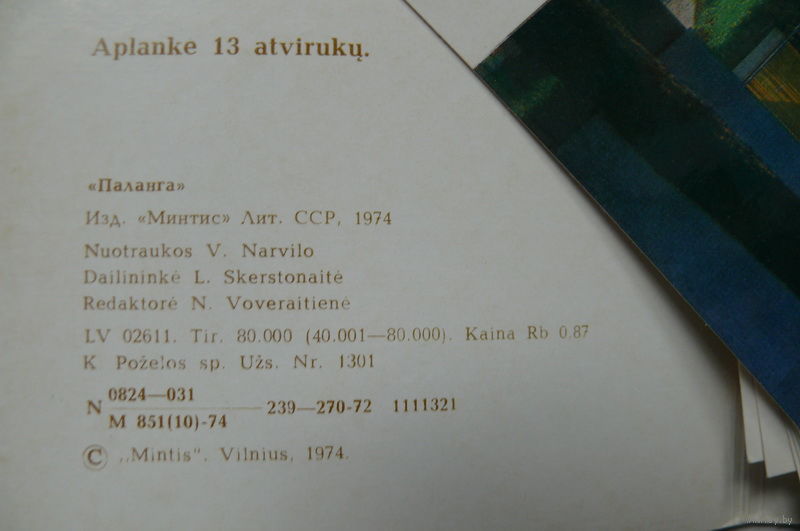 Aplanke 13 atvirukų.
«Паланга»
Изд. «Минтис» Лит. ССР, 1974
Nuotraukos V. Narvilo
Dailininkė L. Skerstonaitė
Redaktorė N. Voveraitienė
LV 02611. Tir. 80.000 (40.001—80.000). Kaina Rb 0.87
K Poželos sp. Užs. Nr. 1301
N 0824—031
M 851(10)-74 239—270-72 1111321
© „Mintis". Vilnius, 1974.